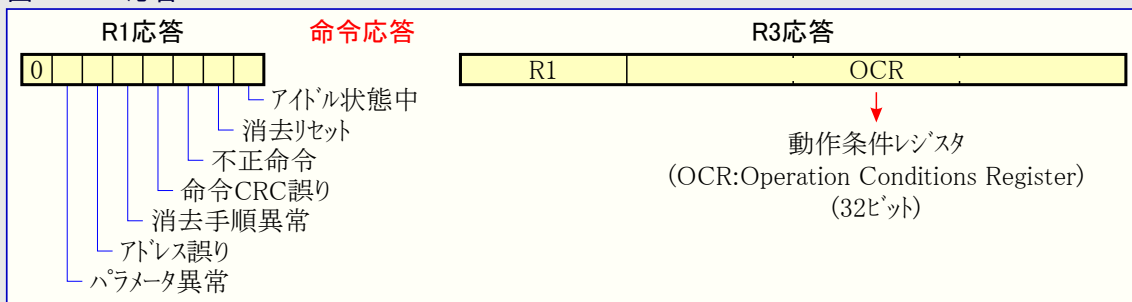 R1応答 命令応答 R3応答
0 R1 OCR
アイドル状態中
消去リセット
不正命令
命令CRC誤り
消去手順異常
アドレス誤り
パラメータ異常
動作条件レジスタ
(OCR:Operation Conditions Register)
(32ビット)